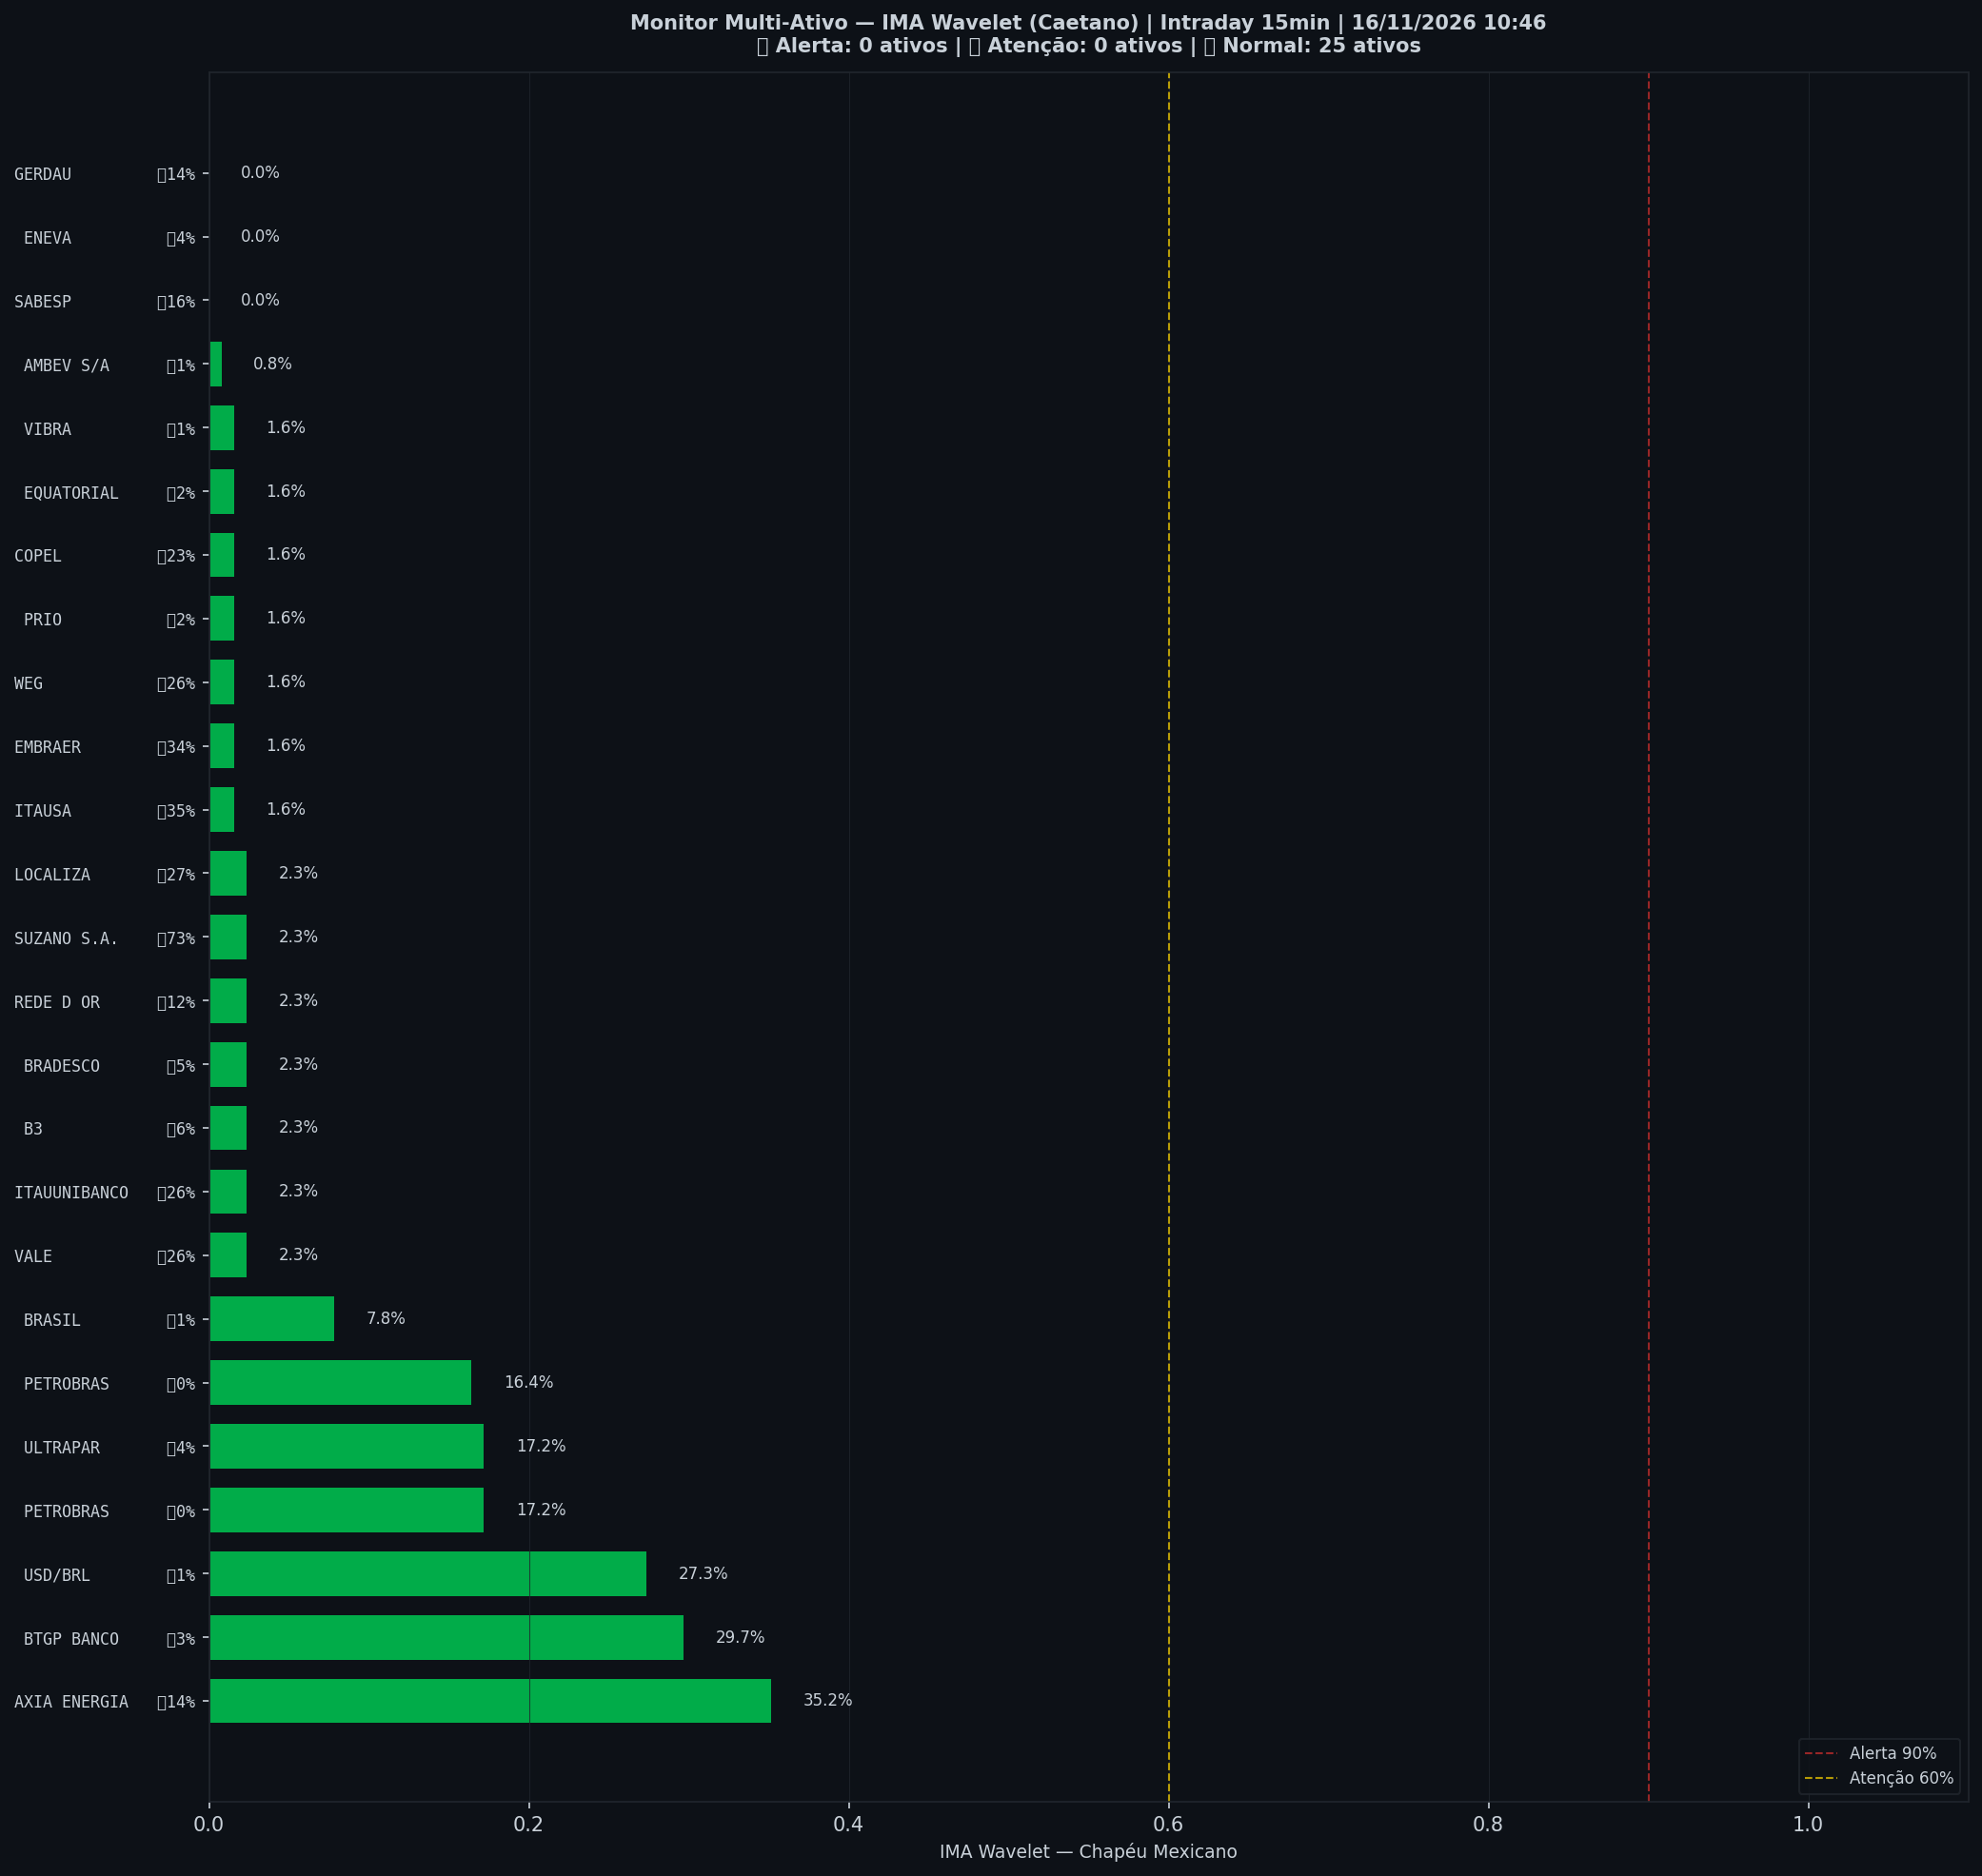 Monitor Multi-Ativo — IMA Wavelet (Caetano) | Intraday 15min | 16/11/2026 10:46
▯ Alerta: 0 ativos | ▯ Atenção: 0 ativos | ▯ Normal: 25 ativos
GERDAU ▯14% 0.0%
ENEVA ▯4% 0.0%
SABESP ▯16% 0.0%
AMBEV S/A ▯1% 0.8%
VIBRA ▯1% 1.6%
EQUATORIAL ▯2% 1.6%
COPEL ▯23% 1.6%
PRIO ▯2% 1.6%
WEG ▯26% 1.6%
EMBRAER ▯34% 1.6%
ITAUSA ▯35% 1.6%
LOCALIZA ▯27% 2.3%
SUZANO S.A. ▯73% 2.3%
REDE D OR ▯12% 2.3%
BRADESCO ▯5% 2.3%
B3 ▯6% 2.3%
ITAUUNIBANCO ▯26% 2.3%
VALE ▯26% 2.3%
BRASIL ▯1% 7.8%
PETROBRAS ▯0% 16.4%
ULTRAPAR ▯4% 17.2%
PETROBRAS ▯0% 17.2%
USD/BRL ▯1% 27.3%
BTGP BANCO ▯3% 29.7%
AXIA ENERGIA ▯14% 35.2%
Alerta 90%
Atenção 60%
0.0 0.2 0.4 0.6 0.8 1.0
IMA Wavelet — Chapéu Mexicano